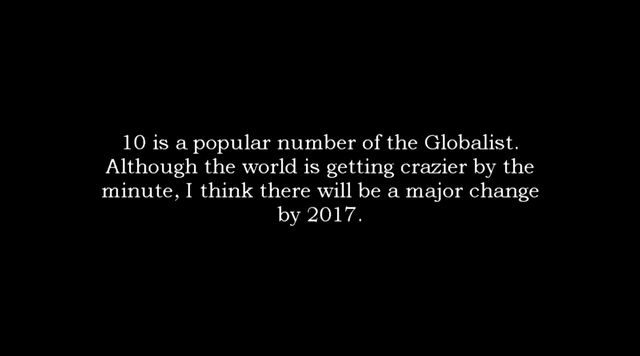 10 is a popular number of the Globalist.
Although the world is getting crazier by the
minute, I think there will be a major change
by 2017.